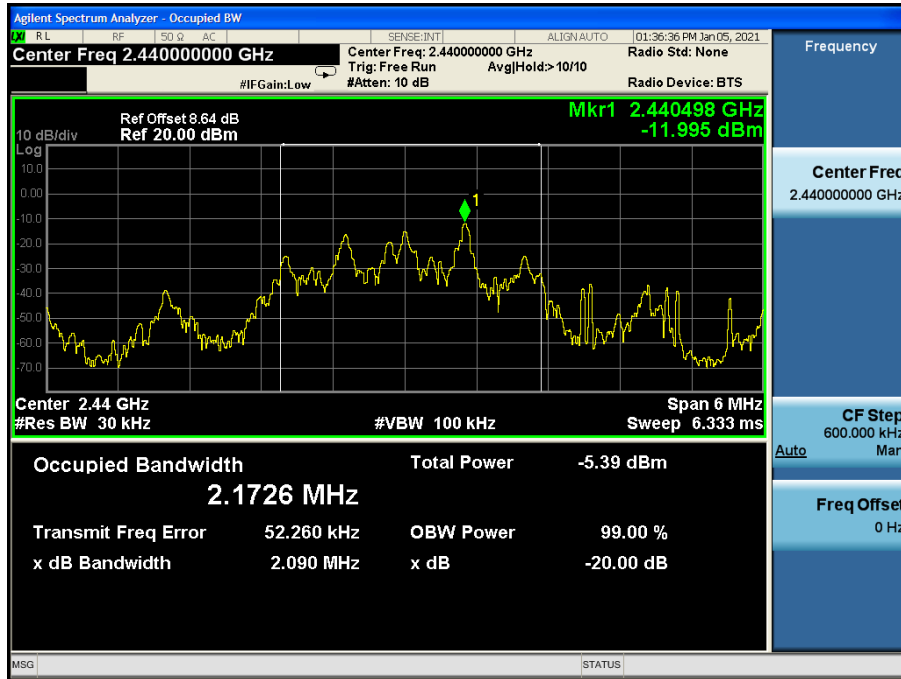 Agilent Spectrum Analyzer - Occupied BW
LXI RL RF 50 Ω AC SENSE:INT ALIGN AUTO 01:36:36 PM Jan 05, 2021
Center Freq 2.440000000 GHz
Center Freq: 2.440000000 GHz Radio Std: None
Trig: Free Run Avg|Hold:>10/10
#IFGain:Low #Atten: 10 dB Radio Device: BTS
Mkr1 2.440498 GHz
-11.995 dBm
Ref Offset 8.64 dB
10 dB/div Ref 20.00 dBm
Log
10.0
0.00
-10.0
-20.0
-30.0
-40.0
-50.0
-60.0
-70.0
1
Center 2.44 GHz Span 6 MHz
#Res BW 30 kHz #VBW 100 kHz Sweep 6.333 ms
Occupied Bandwidth Total Power -5.39 dBm
2.1726 MHz
Transmit Freq Error 52.260 kHz OBW Power 99.00 %
x dB Bandwidth 2.090 MHz x dB -20.00 dB
MSG STATUS
Frequency
Center Freq
2.440000000 GHz
CF Step
600.000 kHz
Auto Man
Freq Offset
0 Hz